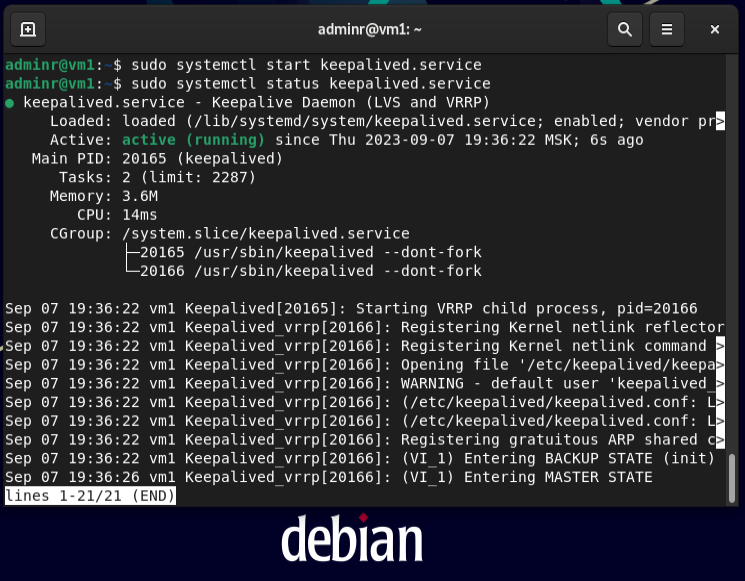 adminr@vm1: ~
adminr@vm1:~$ sudo systemctl start keepalived.service
adminr@vm1:~$ sudo systemctl status keepalived.service
● keepalived.service - Keepalive Daemon (LVS and VRRP)
Loaded: loaded (/lib/systemd/system/keepalived.service; enabled; vendor pr>
Active: active (running) since Thu 2023-09-07 19:36:22 MSK; 6s ago
Main PID: 20165 (keepalived)
Tasks: 2 (limit: 2287)
Memory: 3.6M
CPU: 14ms
CGroup: /system.slice/keepalived.service
├─20165 /usr/sbin/keepalived --dont-fork
└─20166 /usr/sbin/keepalived --dont-fork
Sep 07 19:36:22 vm1 Keepalived[20165]: Starting VRRP child process, pid=20166
Sep 07 19:36:22 vm1 Keepalived_vrrp[20166]: Registering Kernel netlink reflector
Sep 07 19:36:22 vm1 Keepalived_vrrp[20166]: Registering Kernel netlink command >
Sep 07 19:36:22 vm1 Keepalived_vrrp[20166]: Opening file '/etc/keepalived/keepa>
Sep 07 19:36:22 vm1 Keepalived_vrrp[20166]: WARNING - default user 'keepalived_>
Sep 07 19:36:22 vm1 Keepalived_vrrp[20166]: (/etc/keepalived/keepalived.conf: L>
Sep 07 19:36:22 vm1 Keepalived_vrrp[20166]: (/etc/keepalived/keepalived.conf: L>
Sep 07 19:36:22 vm1 Keepalived_vrrp[20166]: Registering gratuitous ARP shared c>
Sep 07 19:36:22 vm1 Keepalived_vrrp[20166]: (VI_1) Entering BACKUP STATE (init)
Sep 07 19:36:26 vm1 Keepalived_vrrp[20166]: (VI_1) Entering MASTER STATE
lines 1-21/21 (END)
debian